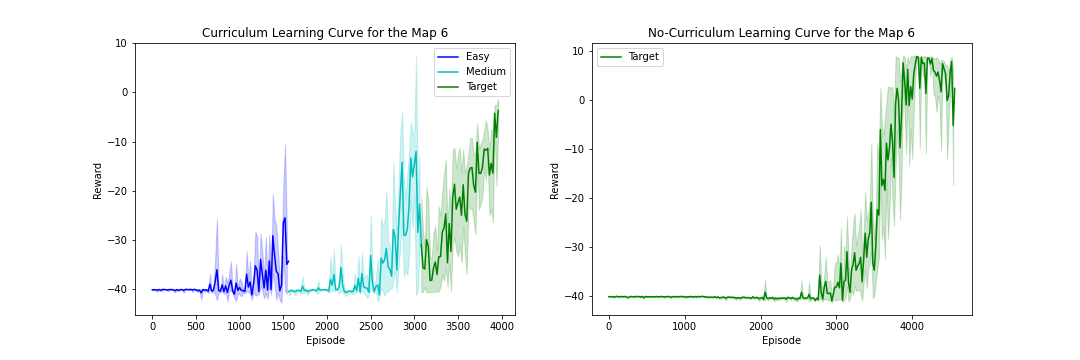 Curriculum Learning Curve for the Map 6
10
0
−10
−20
−30
−40
Reward
0
500
1000
1500
2000
2500
3000
3500
4000
Episode
Easy
Medium
Target
No-Curriculum Learning Curve for the Map 6
10
0
−10
−20
−30
−40
Reward
0
1000
2000
3000
4000
Episode
Target